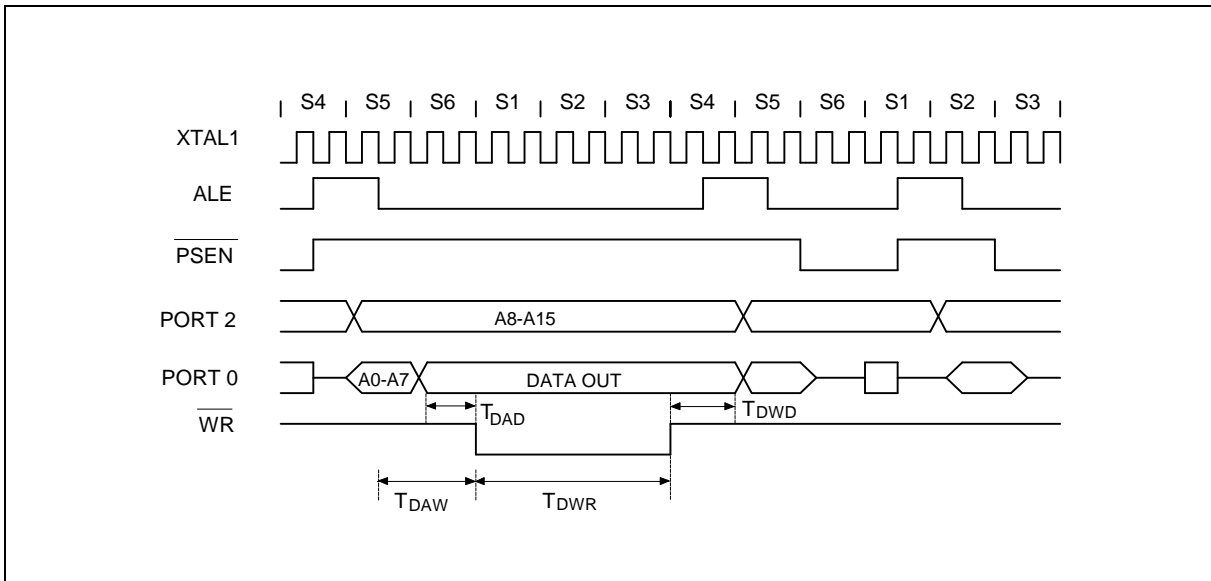 S4 S5 S6 S1 S2 S3 S4 S5 S6 S1 S2 S3
XTAL1
ALE
PSEN
PORT 2 A8-A15
PORT 0 A0-A7 DATA OUT
WR TDAD TDWD
TDAW TDWR